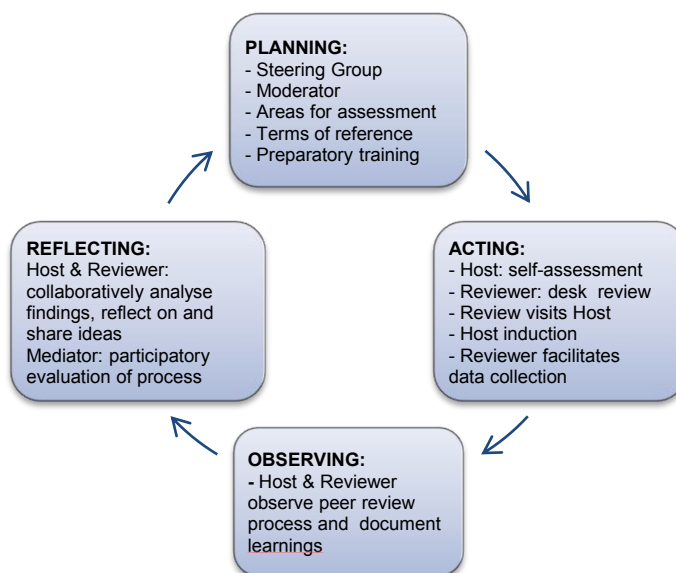 PLANNING:
- Steering Group
- Moderator
- Areas for assessment
- Terms of reference
- Preparatory training
ACTING:
- Host: self-assessment
- Reviewer: desk review
- Review visits Host
- Host induction
- Reviewer facilitates
data collection
OBSERVING:
- Host & Reviewer
observe peer review
process and document
learnings
REFLECTING:
Host & Reviewer:
collaboratively analyse
findings, reflect on and
share ideas
Mediator: participatory
evaluation of process